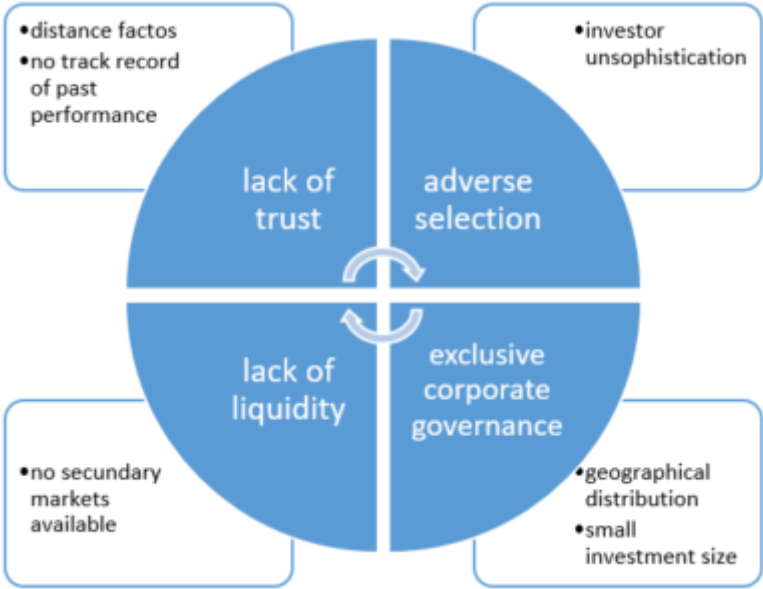 •distance factos
•no track record
of past
performance
•investor
unsophistication
lack of
trust
adverse
selection
lack of
liquidity
exclusive
corporate
governance
•no secundary
markets
available
•geographical
distribution
•small
investment size